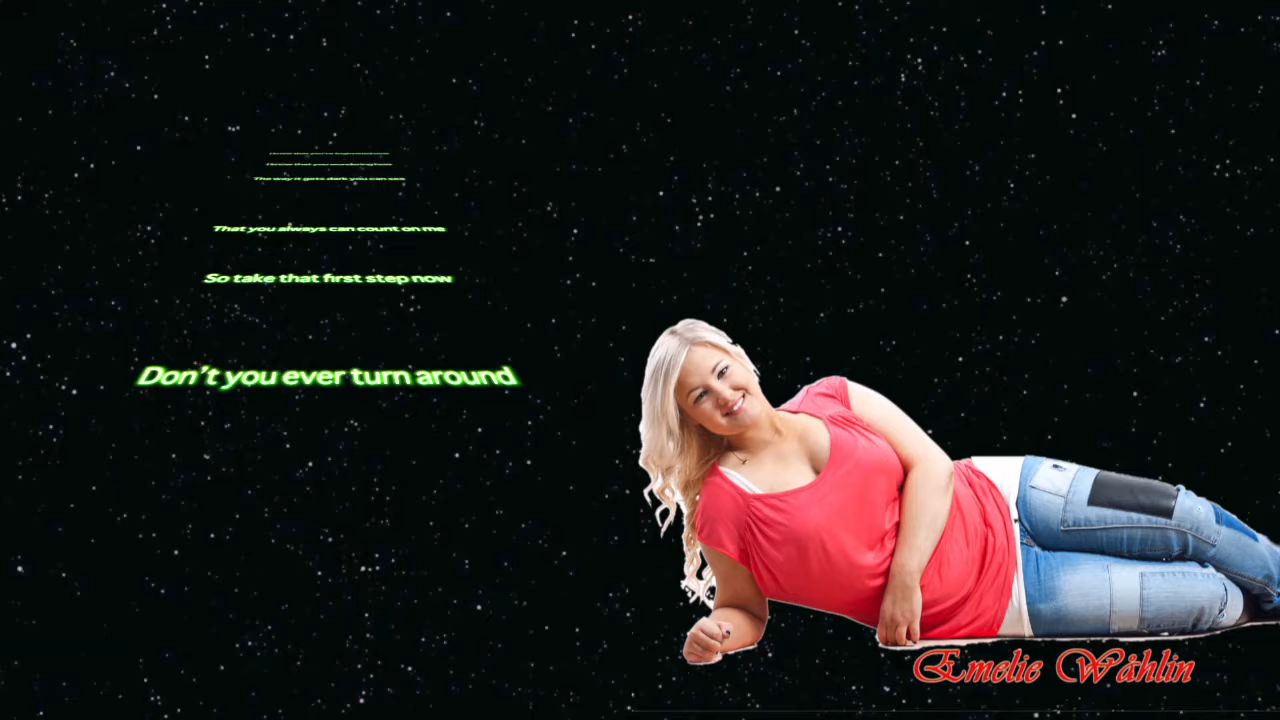 The way it gets dark you can see
That you always can count on me
So take that first step now
Don't you ever turn around
Emelie Wåhlin